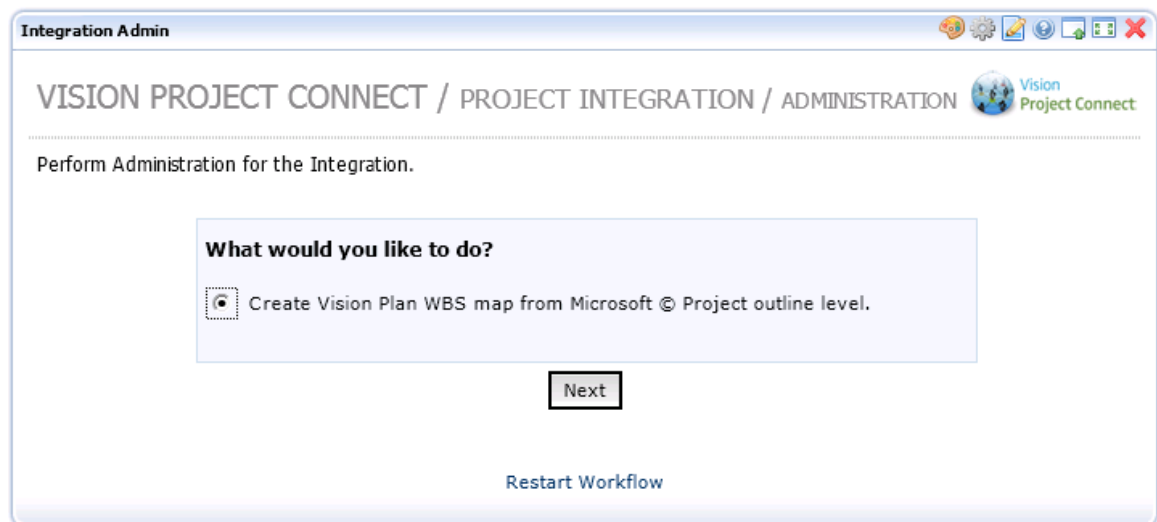 Integration Admin
VISION PROJECT CONNECT / PROJECT INTEGRATION / ADMINISTRATION
Vision
Project Connect
Perform Administration for the Integration.
What would you like to do?
Create Vision Plan WBS map from Microsoft © Project outline level.
Next
Restart Workflow